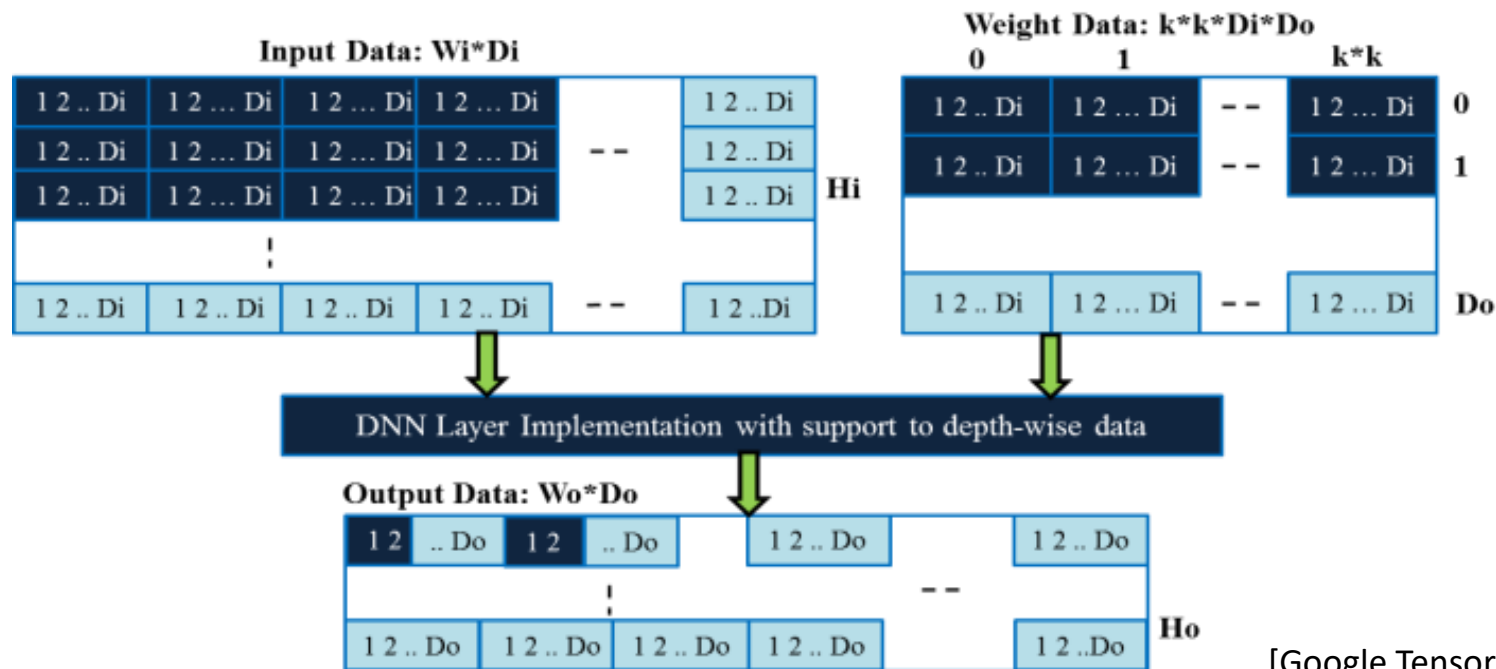 Input Data: Wi*Di
1 2 .. Di 1 2 ... Di 1 2 ... Di 1 2 ... Di 1 2 .. Di
1 2 .. Di 1 2 ... Di 1 2 ... Di 1 2 ... Di -- 1 2 .. Di
1 2 .. Di 1 2 ... Di 1 2 ... Di 1 2 ... Di 1 2 .. Di
Hi
1 2 .. Di 1 2 .. Di 1 2 .. Di 1 2 .. Di -- 1 2 ..Di
Weight Data: k*k*Di*Do
0 1 k*k
1 2 .. Di 1 2 ... Di -- 1 2 ... Di 0
1 2 .. Di 1 2 ... Di -- 1 2 ... Di 1
1 2 .. Di 1 2 ... Di -- 1 2 ... Di Do
DNN Layer Implementation with support to depth-wise data
Output Data: Wo*Do
1 2 .. Do 1 2 .. Do 1 2 .. Do 1 2 .. Do
--
1 2 .. Do 1 2 .. Do 1 2 .. Do 1 2 .. Do 1 2 ..Do
Ho
[Google Tensor